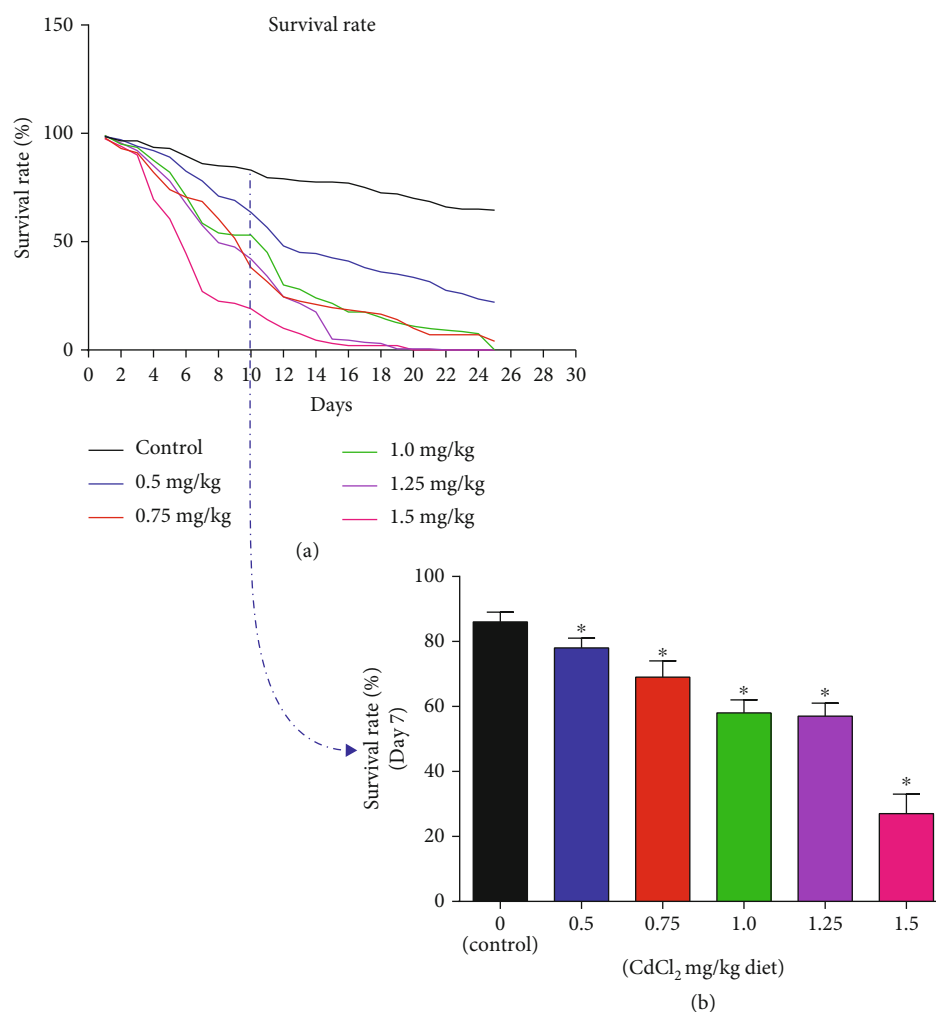 Survival rate
150
100
50
0
Survival rate (%)
0 2 4 6 8 10 12 14 16 18 20 22 24 26 28 30
Days
Control
0.5 mg/kg
0.75 mg/kg
1.0 mg/kg
1.25 mg/kg
1.5 mg/kg
(a)
100
80
60
40
20
0
Survival rate (%)
(Day 7)
* * * * *
0 0.5 0.75 1.0 1.25 1.5
(control)
(CdCl₂ mg/kg diet)
(b)